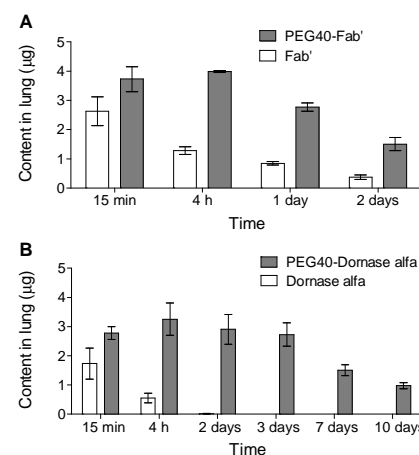 A
PEG40-Fab'
Fab'
Content in lung (μg)
5
4
3
2
1
0
15 min 4 h 1 day 2 days
Time
B
PEG40-Dornase alfa
Dornase alfa
Content in lung (μg)
5
4
3
2
1
0
15 min 4 h 2 days 3 days 7 days 10 days
Time